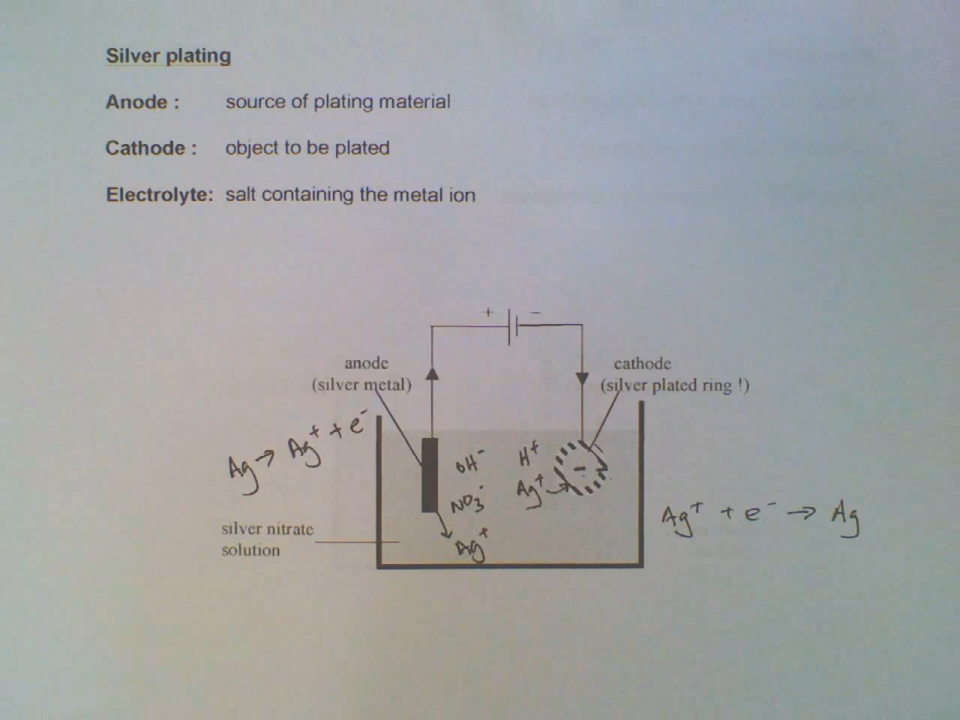 Silver plating
Anode : source of plating material
Cathode : object to be plated
Electrolyte: salt containing the metal ion
+ −
anode
(silver metal)
cathode
(silver plated ring !)
Ag → Ag⁺ + e⁻
OH⁻
NO₃⁻
Ag⁺
H⁺
Ag⁺
−
Ag⁺ + e⁻ → Ag
silver nitrate
solution